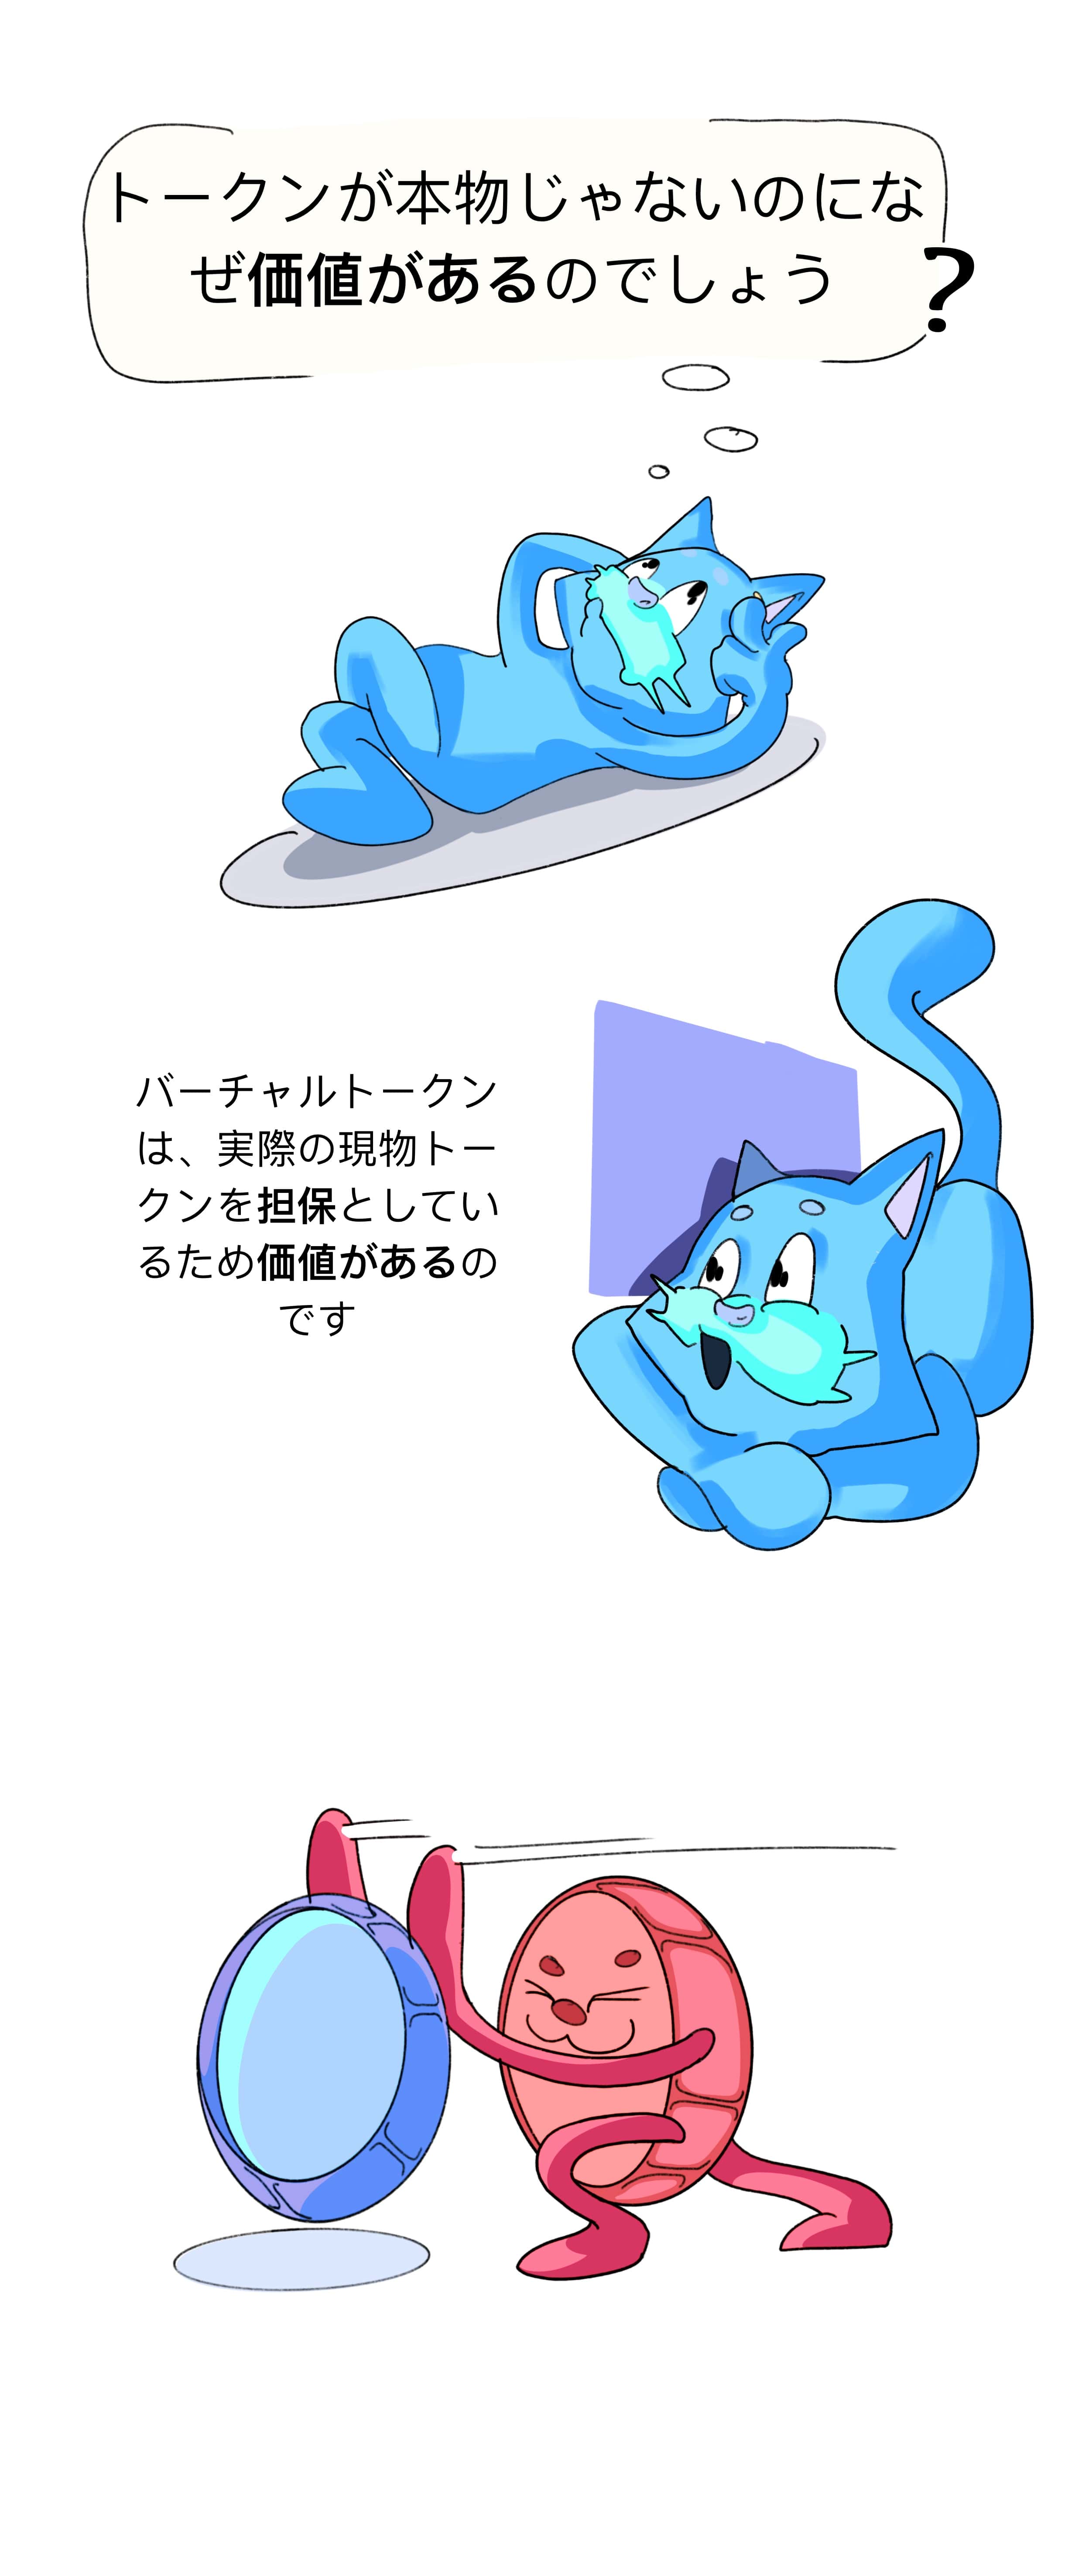 トークンが本物じゃないのにな
ぜ価値があるのでしょう
?
バーチャルトークン
は、実際の現物トー
クンを担保としてい
るため価値があるの
です